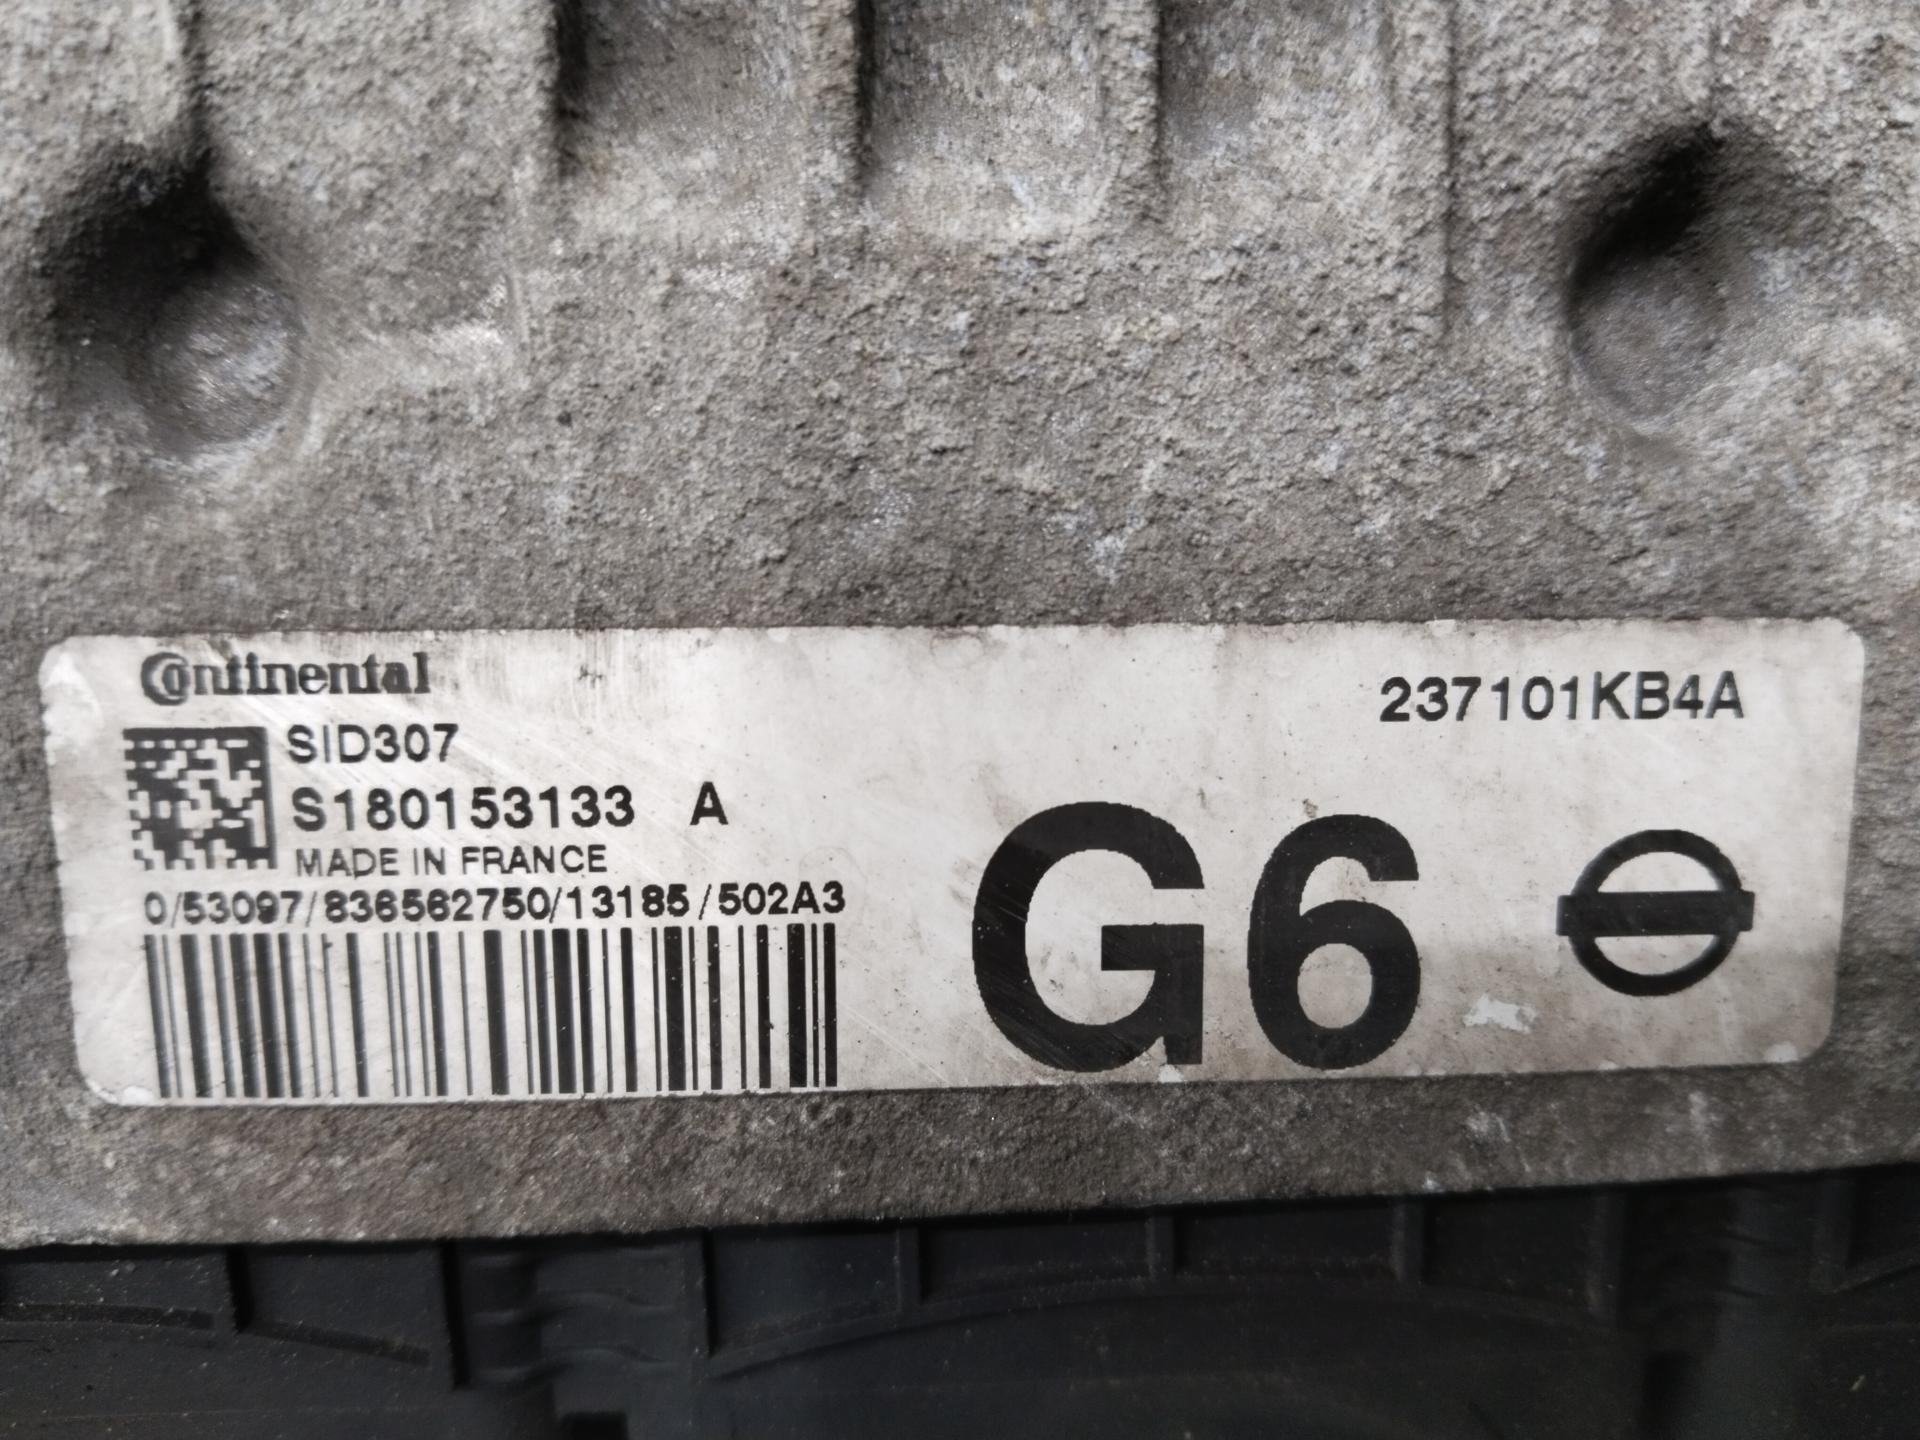 Continental
237101KB4A
SID307
S180153133 A
MADE IN FRANCE
0/53097/836562750/13185/502A3
G6